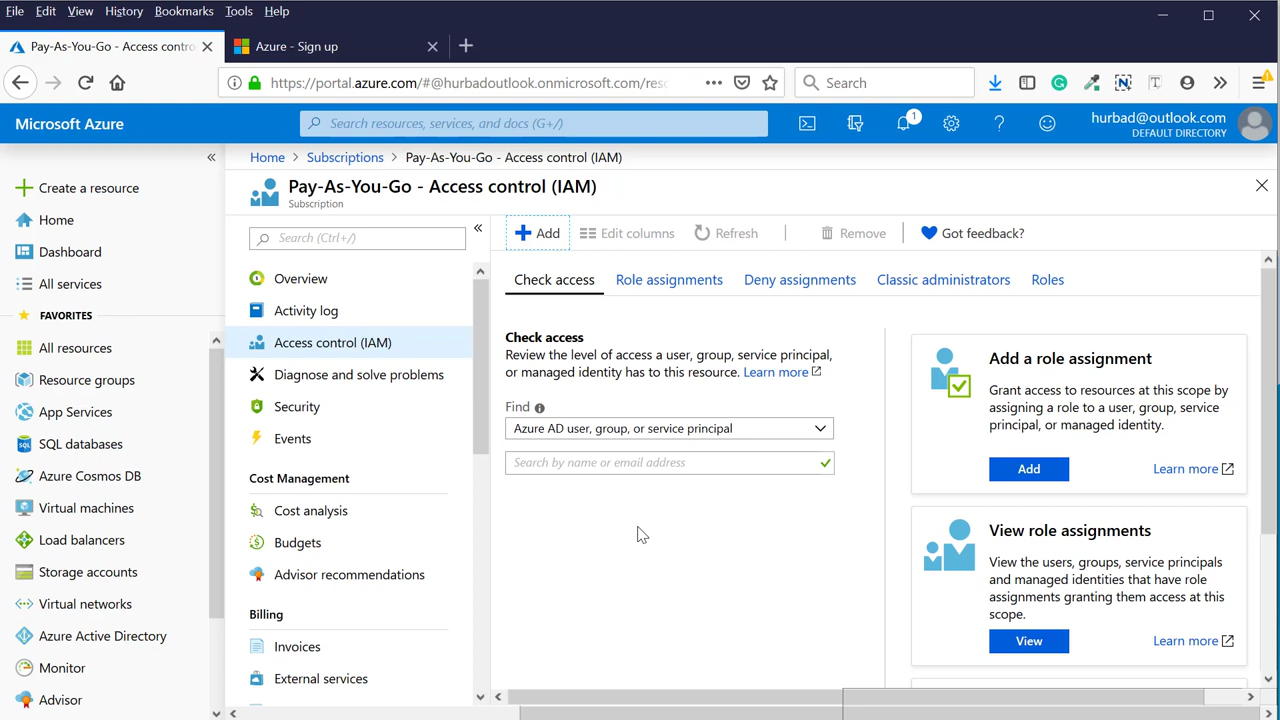 File Edit View History Bookmarks Tools Help
Pay-As-You-Go - Access contro
Azure - Sign up
https://portal.azure.com/#@hurbadoutlook.onmicrosoft.com/resc
Search
Microsoft Azure
Search resources, services, and docs (G+/)
1
hurbad@outlook.com
DEFAULT DIRECTORY
Create a resource
Home
Dashboard
All services
FAVORITES
All resources
Resource groups
App Services
SQL databases
Azure Cosmos DB
Virtual machines
Load balancers
Storage accounts
Virtual networks
Azure Active Directory
Monitor
Advisor
Home > Subscriptions > Pay-As-You-Go - Access control (IAM)
Pay-As-You-Go - Access control (IAM)
Subscription
Search (Ctrl+/)
Overview
Activity log
Access control (IAM)
Diagnose and solve problems
Security
Events
Cost Management
Cost analysis
Budgets
Advisor recommendations
Billing
Invoices
External services
Add Edit columns Refresh Remove Got feedback?
Check access Role assignments Deny assignments Classic administrators Roles
Check access
Review the level of access a user, group, service principal,
or managed identity has to this resource. Learn more
Find
Azure AD user, group, or service principal
Search by name or email address
Add a role assignment
Grant access to resources at this scope by
assigning a role to a user, group, service
principal, or managed identity.
Add Learn more
View role assignments
View the users, groups, service principals
and managed identities that have role
assignments granting them access at this
scope.
View Learn more